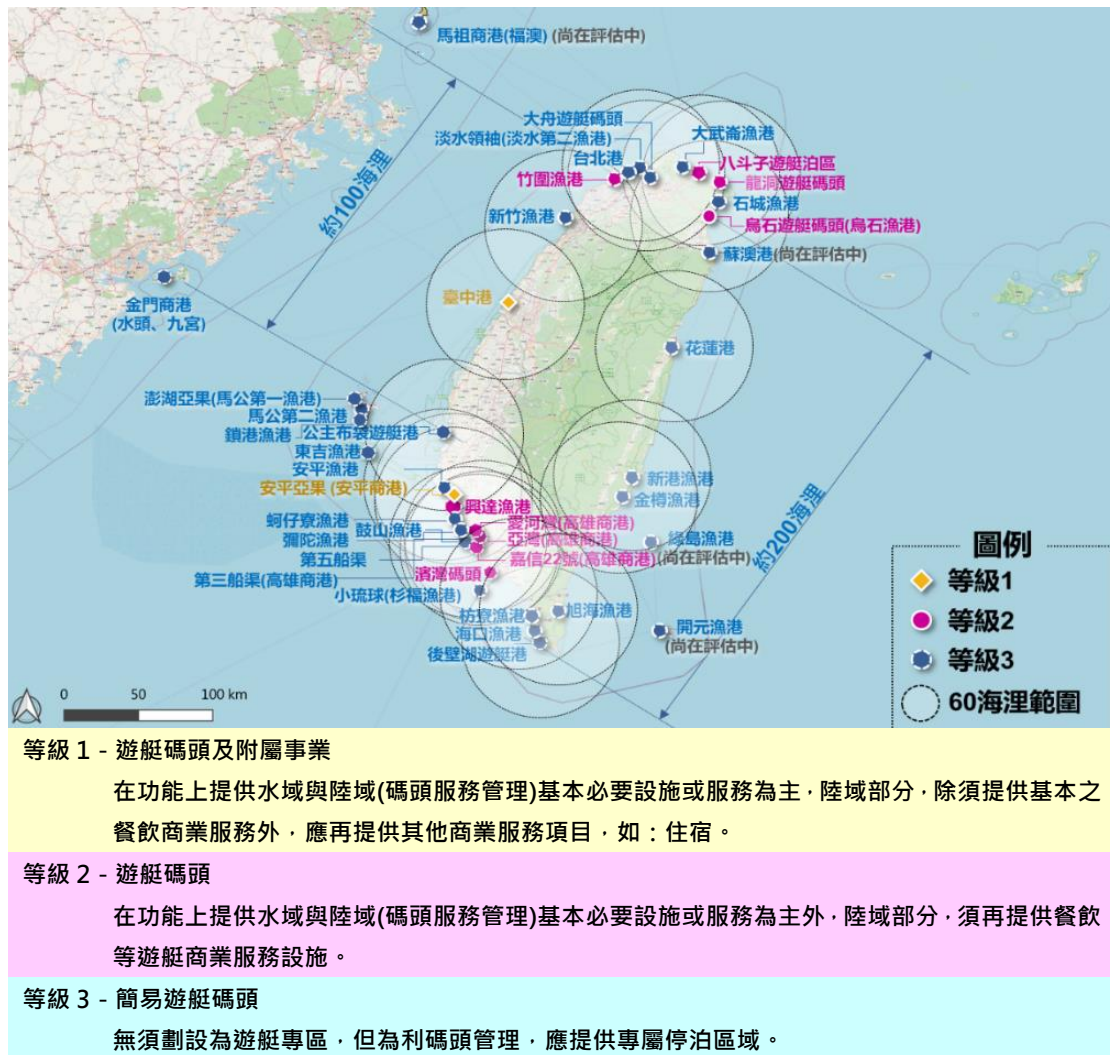 馬祖商港(福澳) (尚在評估中)
大舟遊艇碼頭
淡水領袖(淡水第二漁港)
大武崙漁港
台北港
八斗子遊艇泊區
竹圍漁港
龍洞遊艇碼頭
石城漁港
新竹漁港
烏石遊艇碼頭(烏石漁港)
蘇澳港(尚在評估中)
約100海浬
金門商港
(水頭、九宮)
臺中港
花蓮港
澎湖亞果(馬公第一漁港)
馬公第二漁港
鎖港漁港
公主布袋遊艇港
東吉漁港
安平漁港
安平亞果 (安平商港)
新港漁港
金樽漁港
興達漁港
蚵仔寮漁港
鼓山漁港
愛河灣(高雄商港)
彌陀漁港
亞灣(高雄商港)
綠島漁港
第五船渠
嘉信22號(高雄商港)
(尚在評估中)
濱灣碼頭
第三船渠(高雄商港)
小琉球(杉福漁港)
約200海浬
枋寮漁港
旭海漁港
海口漁港
開元漁港
(尚在評估中)
後壁湖遊艇港
圖例
等級1
等級2
等級3
60海浬範圍
0 50 100 km
等級 1 - 遊艇碼頭及附屬事業
在功能上提供水域與陸域(碼頭服務管理)基本必要設施或服務為主，陸域部分，除須提供基本之
餐飲商業服務外，應再提供其他商業服務項目，如：住宿。
等級 2 - 遊艇碼頭
在功能上提供水域與陸域(碼頭服務管理)基本必要設施或服務為主外，陸域部分，須再提供餐飲
等遊艇商業服務設施。
等級 3 - 簡易遊艇碼頭
無須劃設為遊艇專區，但為利碼頭管理，應提供專屬停泊區域。